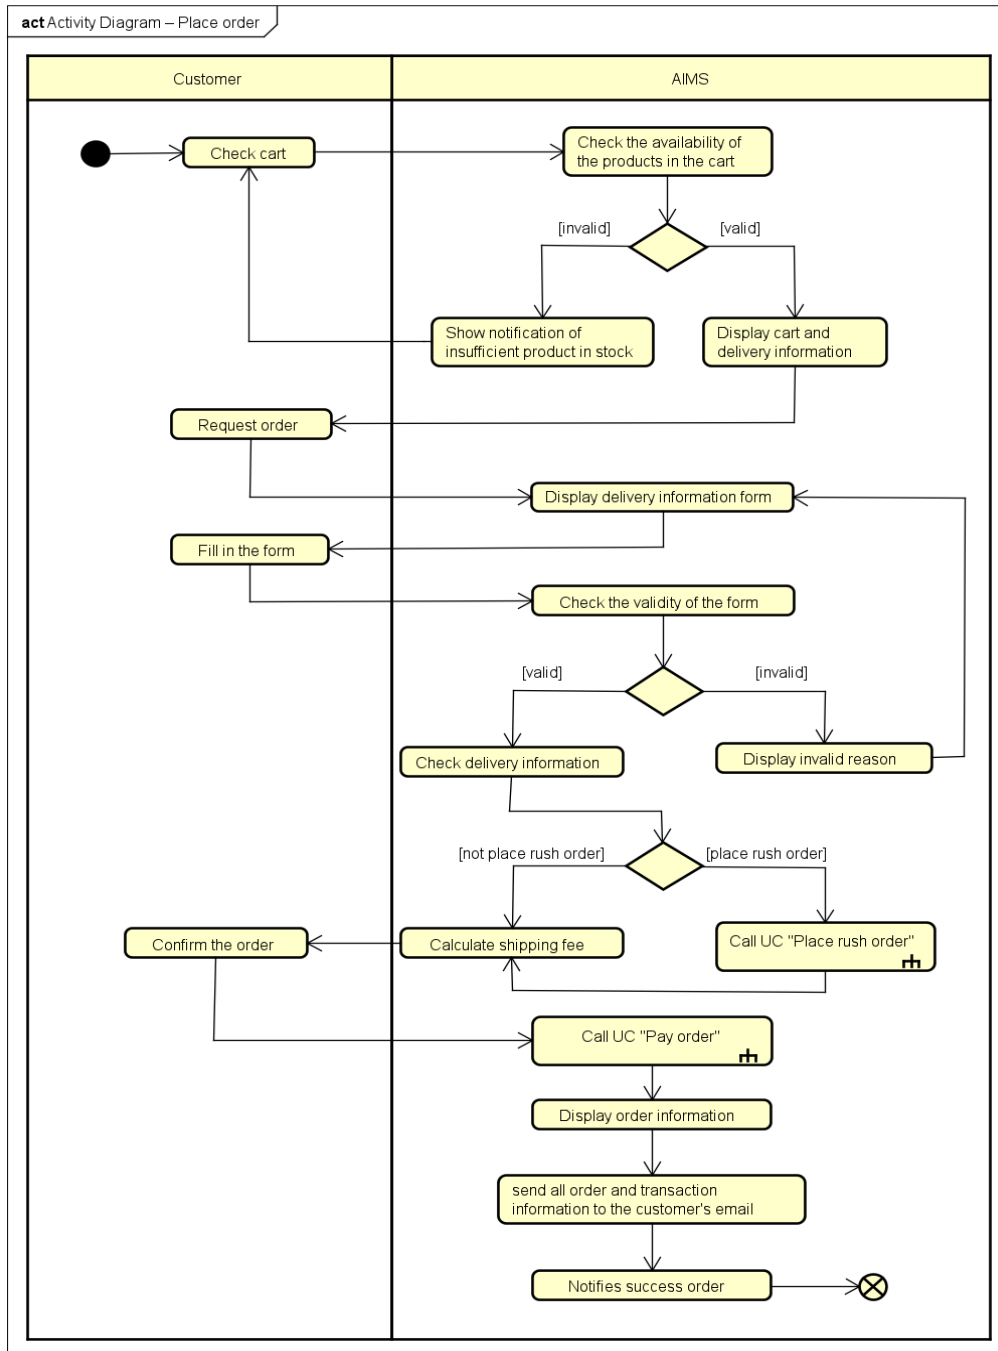 act Activity Diagram – Place order
Customer
AIMS
Check cart
Check the availability of
the products in the cart
[invalid]
[valid]
Show notification of
insufficient product in stock
Display cart and
delivery information
Request order
Display delivery information form
Fill in the form
Check the validity of the form
[valid]
[invalid]
Check delivery information
Display invalid reason
[not place rush order]
[place rush order]
Confirm the order
Calculate shipping fee
Call UC "Place rush order"
Call UC "Pay order"
Display order information
send all order and transaction
information to the customer's email
Notifies success order